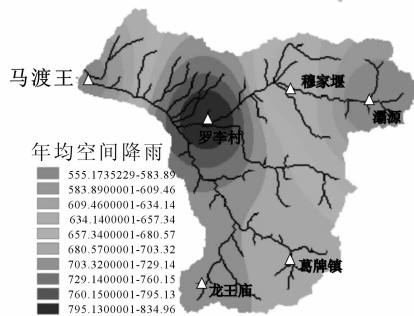 马渡王
穆家堰
灞源
罗李村
年均空间降雨
555.1735229-583.89
583.8900001-609.46
609.4600001-634.14
634.1400001-657.34
657.3400001-680.57
680.5700001-703.32
703.3200001-729.14
729.1400001-760.15
760.1500001-795.13
795.1300001-834.96
葛牌镇
龙王庙